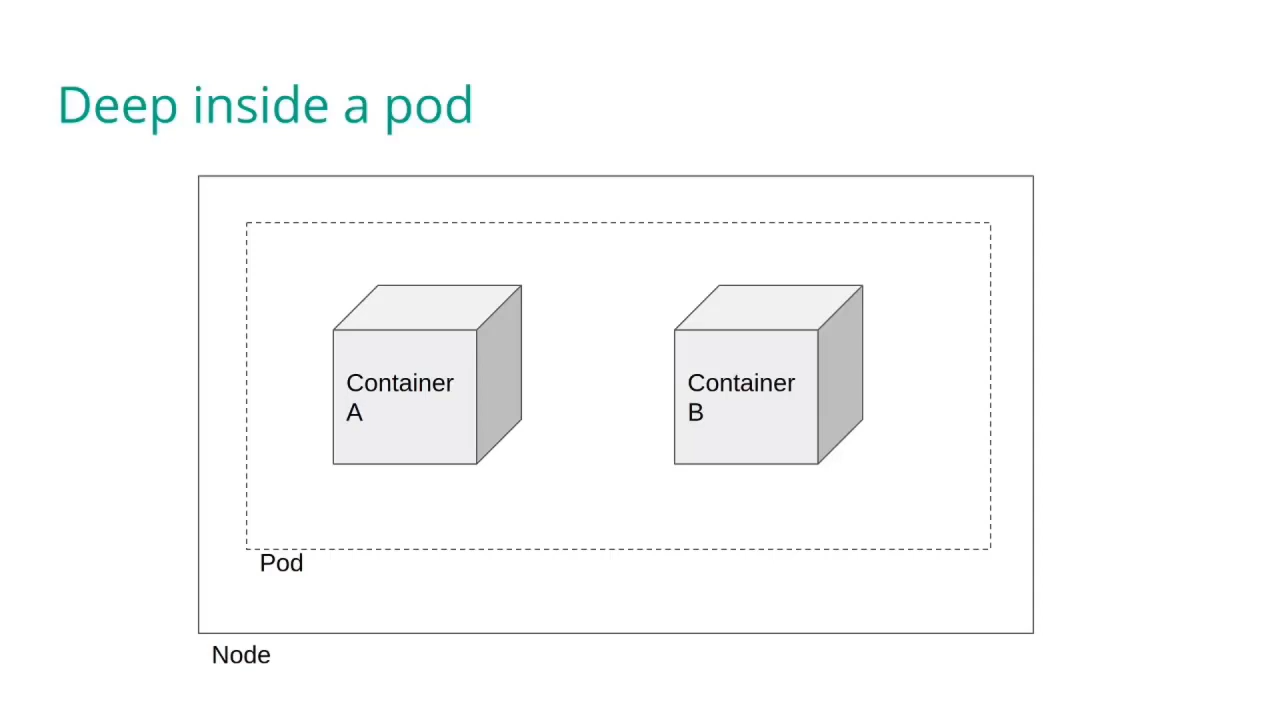 Deep inside a pod
Container
A
Container
B
Pod
Node